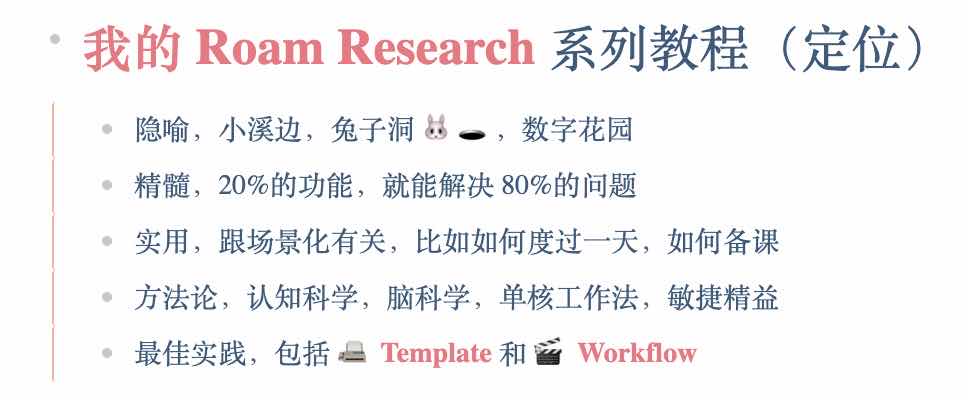 我的 Roam Research 系列教程（定位）
隐喻，小溪边，兔子洞 🐰 🕳️ ，数字花园
精髓，20%的功能，就能解决 80%的问题
实用，跟场景化有关，比如如何度过一天，如何备课
方法论，认知科学，脑科学，单核工作法，敏捷精益
最佳实践，包括 📠 Template 和 🎬 Workflow